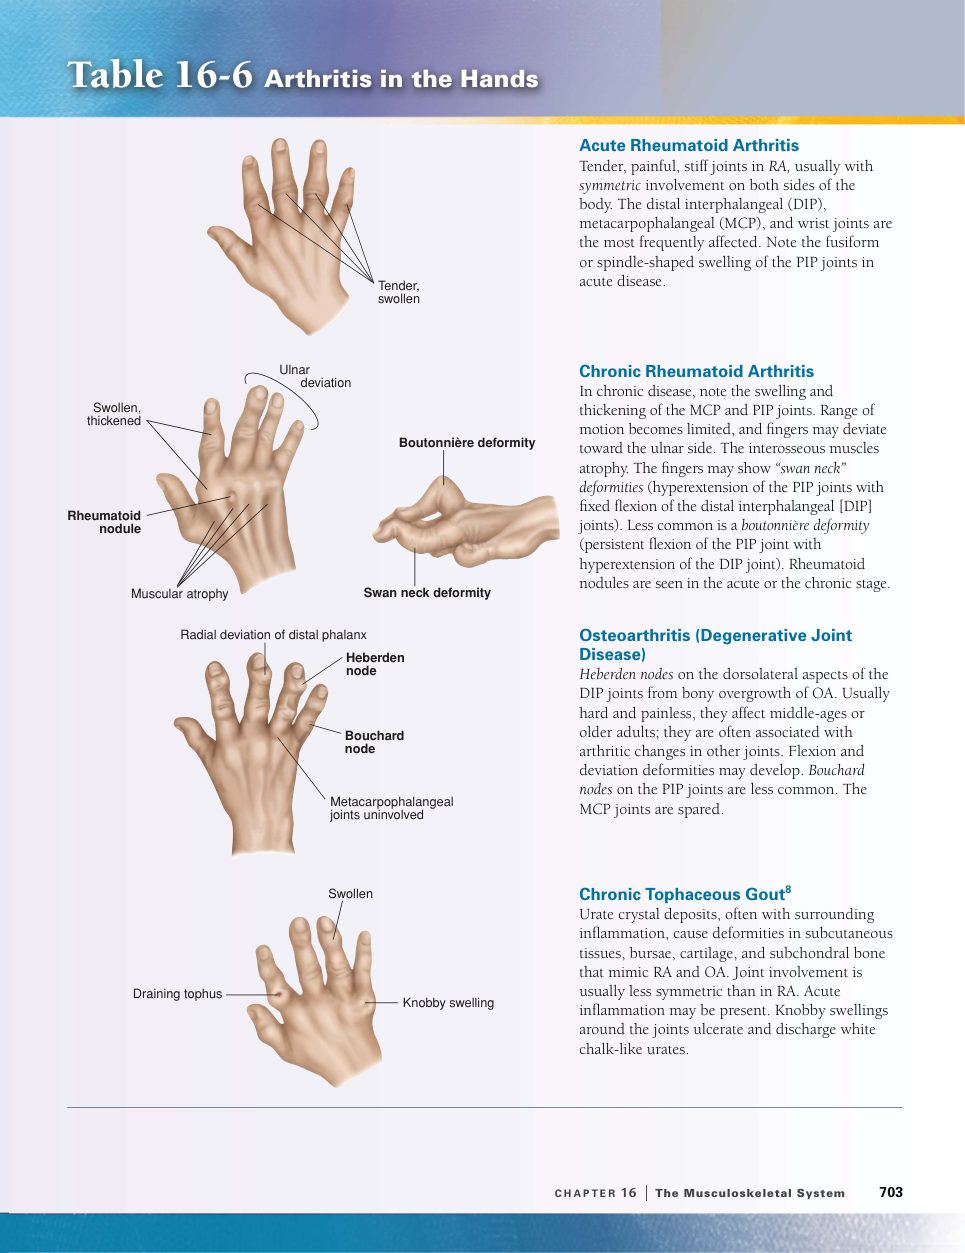 Table 16-6 Arthritis in the Hands
Tender,
swollen
Acute Rheumatoid Arthritis
Tender, painful, stiff joints in RA, usually with
symmetric involvement on both sides of the
body. The distal interphalangeal (DIP),
metacarpophalangeal (MCP), and wrist joints are
the most frequently affected. Note the fusiform
or spindle-shaped swelling of the PIP joints in
acute disease.
Ulnar
deviation
Swollen,
thickened
Boutonnière deformity
Rheumatoid
nodule
Muscular atrophy
Swan neck deformity
Chronic Rheumatoid Arthritis
In chronic disease, note the swelling and
thickening of the MCP and PIP joints. Range of
motion becomes limited, and fingers may deviate
toward the ulnar side. The interosseous muscles
atrophy. The fingers may show “swan neck”
deformities (hyperextension of the PIP joints with
fixed flexion of the distal interphalangeal [DIP]
joints). Less common is a boutonnière deformity
(persistent flexion of the PIP joint with
hyperextension of the DIP joint). Rheumatoid
nodules are seen in the acute or the chronic stage.
Radial deviation of distal phalanx
Heberden
node
Bouchard
node
Metacarpophalangeal
joints uninvolved
Osteoarthritis (Degenerative Joint
Disease)
Heberden nodes on the dorsolateral aspects of the
DIP joints from bony overgrowth of OA. Usually
hard and painless, they affect middle-ages or
older adults; they are often associated with
arthritic changes in other joints. Flexion and
deviation deformities may develop. Bouchard
nodes on the PIP joints are less common. The
MCP joints are spared.
Swollen
Draining tophus
Knobby swelling
Chronic Tophaceous Gout8
Urate crystal deposits, often with surrounding
inflammation, cause deformities in subcutaneous
tissues, bursae, cartilage, and subchondral bone
that mimic RA and OA. Joint involvement is
usually less symmetric than in RA. Acute
inflammation may be present. Knobby swellings
around the joints ulcerate and discharge white
chalk-like urates.
CHAPTER 16 | The Musculoskeletal System 703